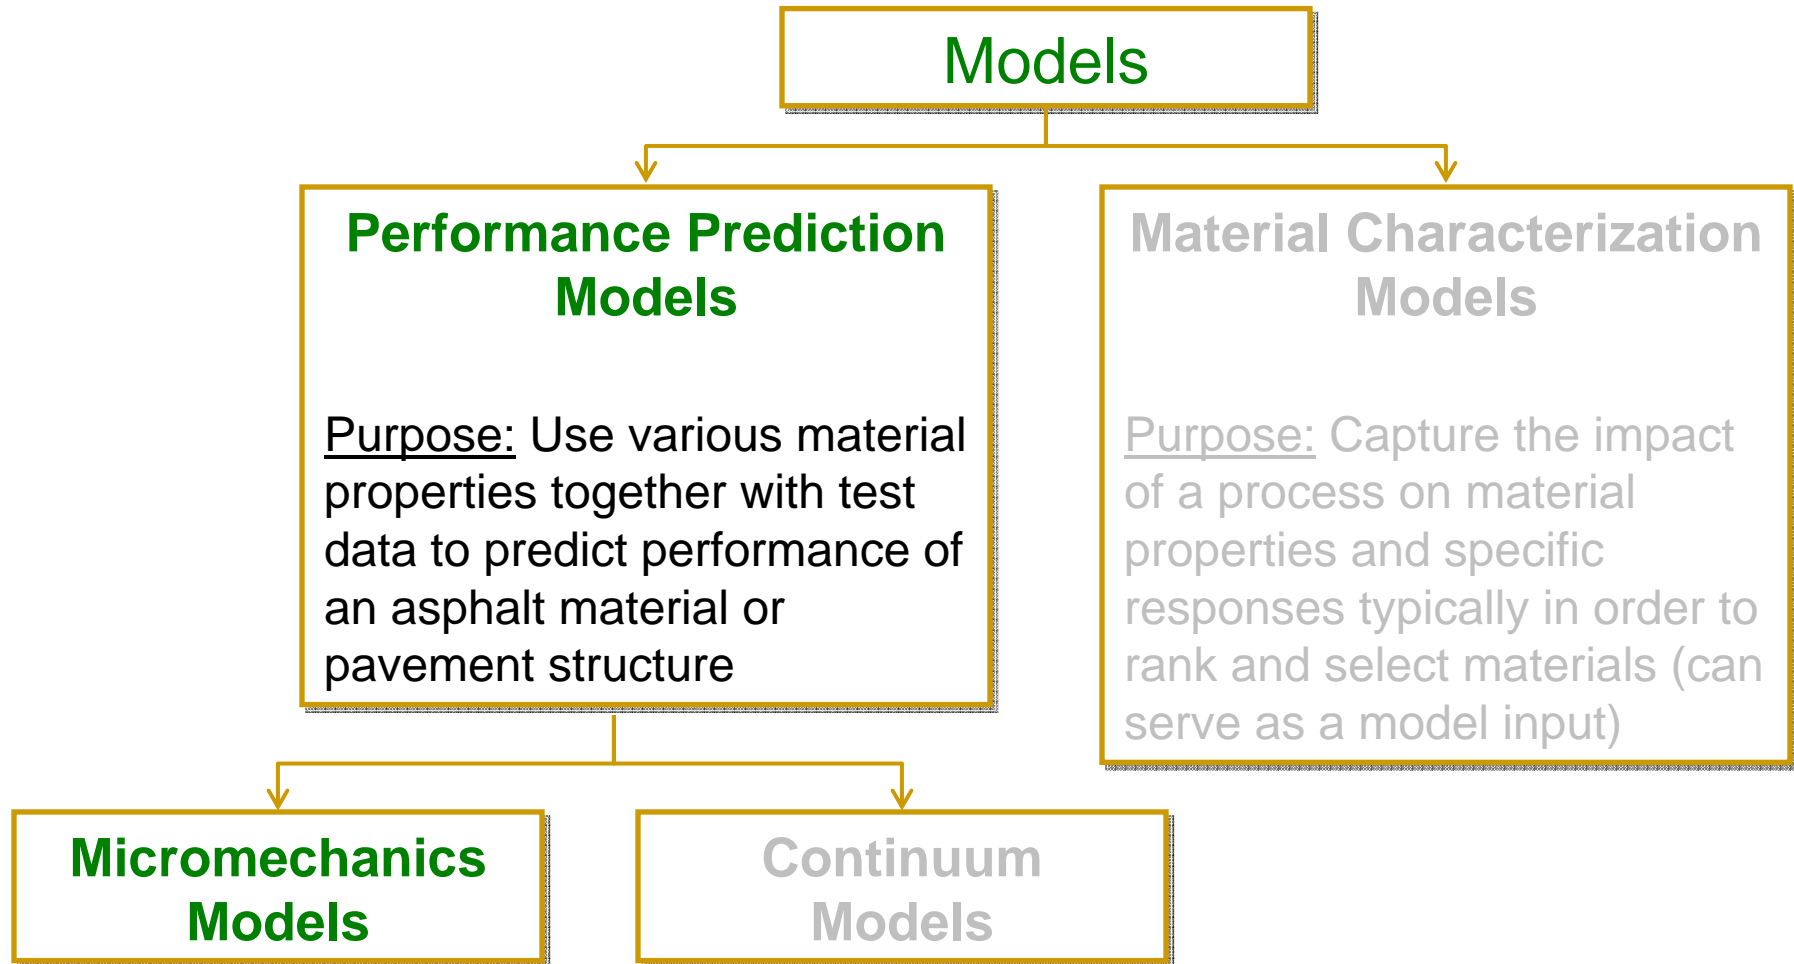 Models
Performance Prediction
Models
Purpose: Use various material
properties together with test
data to predict performance of
an asphalt material or
pavement structure
Material Characterization
Models
Purpose: Capture the impact
of a process on material
properties and specific
responses typically in order to
rank and select materials (can
serve as a model input)
Micromechanics
Models
Continuum
Models